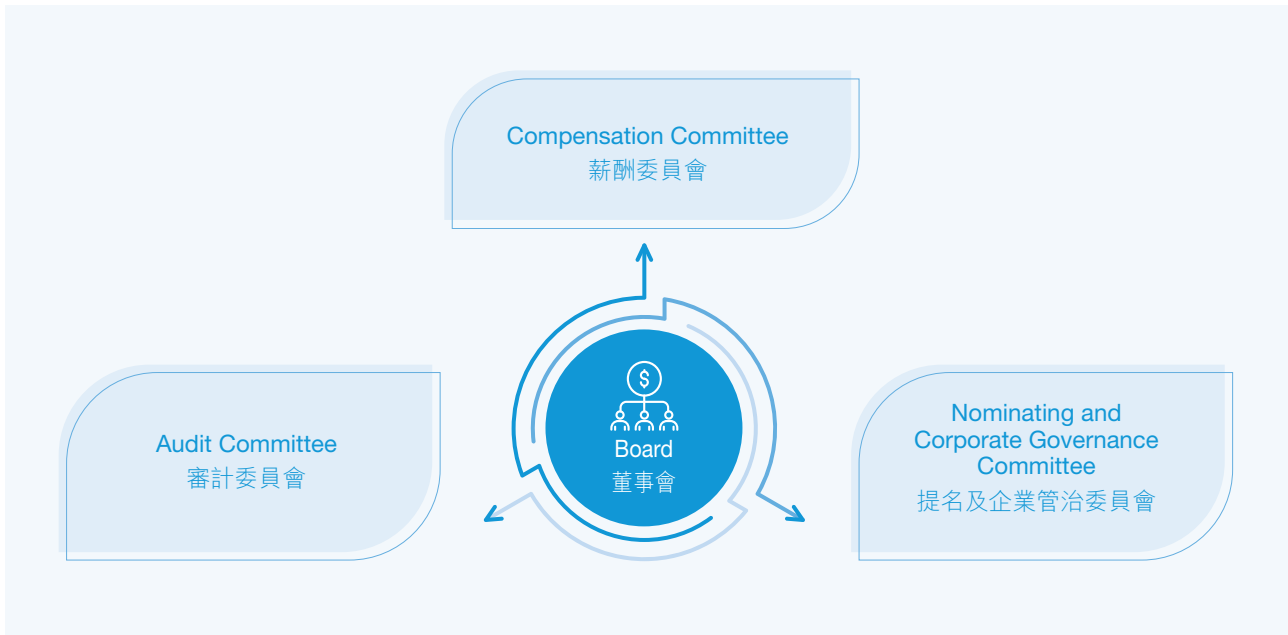 Compensation Committee
薪酬委員會
Audit Committee
審計委員會
$
Board
董事會
Nominating and
Corporate Governance
Committee
提名及企業管治委員會